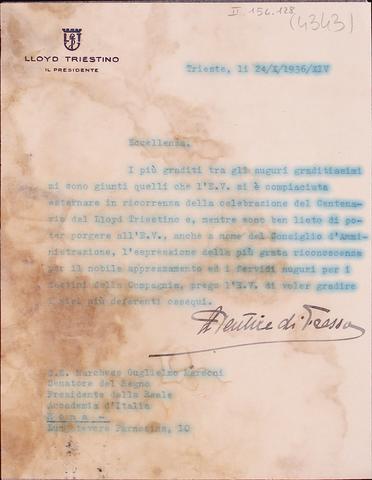 II 154.128
(4343)
LLOYD TRIESTINO
IL PRESIDENTE
Trieste, li 24/X/1936/XIV
Eccellenza.
I più graditi tra gli auguri graditissimi
mi sono giunti quelli che l'E.V. si è compiaciuta
esternare in ricorrenza della celebrazione del Centena-
rio del Lloyd Triestino e, mentre sono ben lieto di po-
ter porgere all'E.V., anche a nome del Consiglio d'Ammi-
nistrazione, l'espressione della più grata riconoscenza
per il nobile apprezzamento ed i fervidi auguri per i
destini della Compagnia, prego l'E.V. di voler gradire
i miei più deferenti ossequi.
S.E. Marchese Guglielmo Marconi
Senatore del Regno
Presidente della Reale
Accademia d'Italia
R o m a -
Lungotevere Farnesina, 10